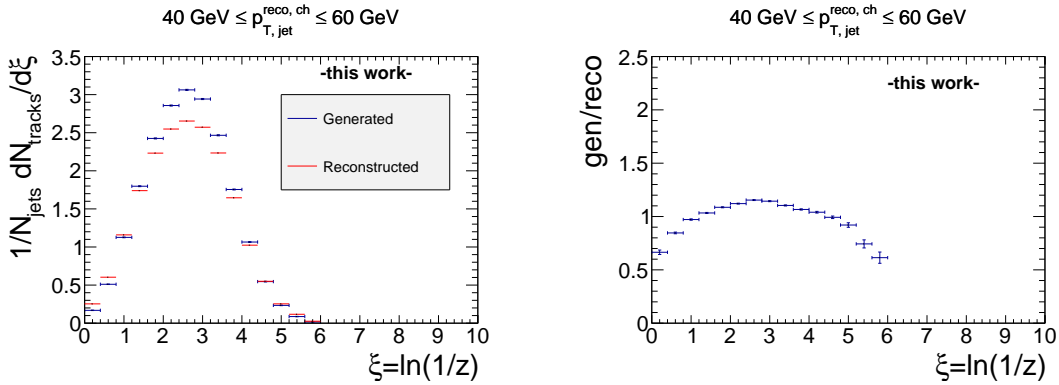 40 GeV ≤ p_{T, jet}^{reco, ch} ≤ 60 GeV
1/N_{jets} dN_{tracks}/dξ
3.5
3
2.5
2
1.5
1
0.5
0
-this work-
Generated
Reconstructed
0 1 2 3 4 5 6 7 8 9 10
ξ=ln(1/z)
40 GeV ≤ p_{T, jet}^{reco, ch} ≤ 60 GeV
gen/reco
2.5
2
1.5
1
0.5
0
-this work-
0 1 2 3 4 5 6 7 8 9 10
ξ=ln(1/z)